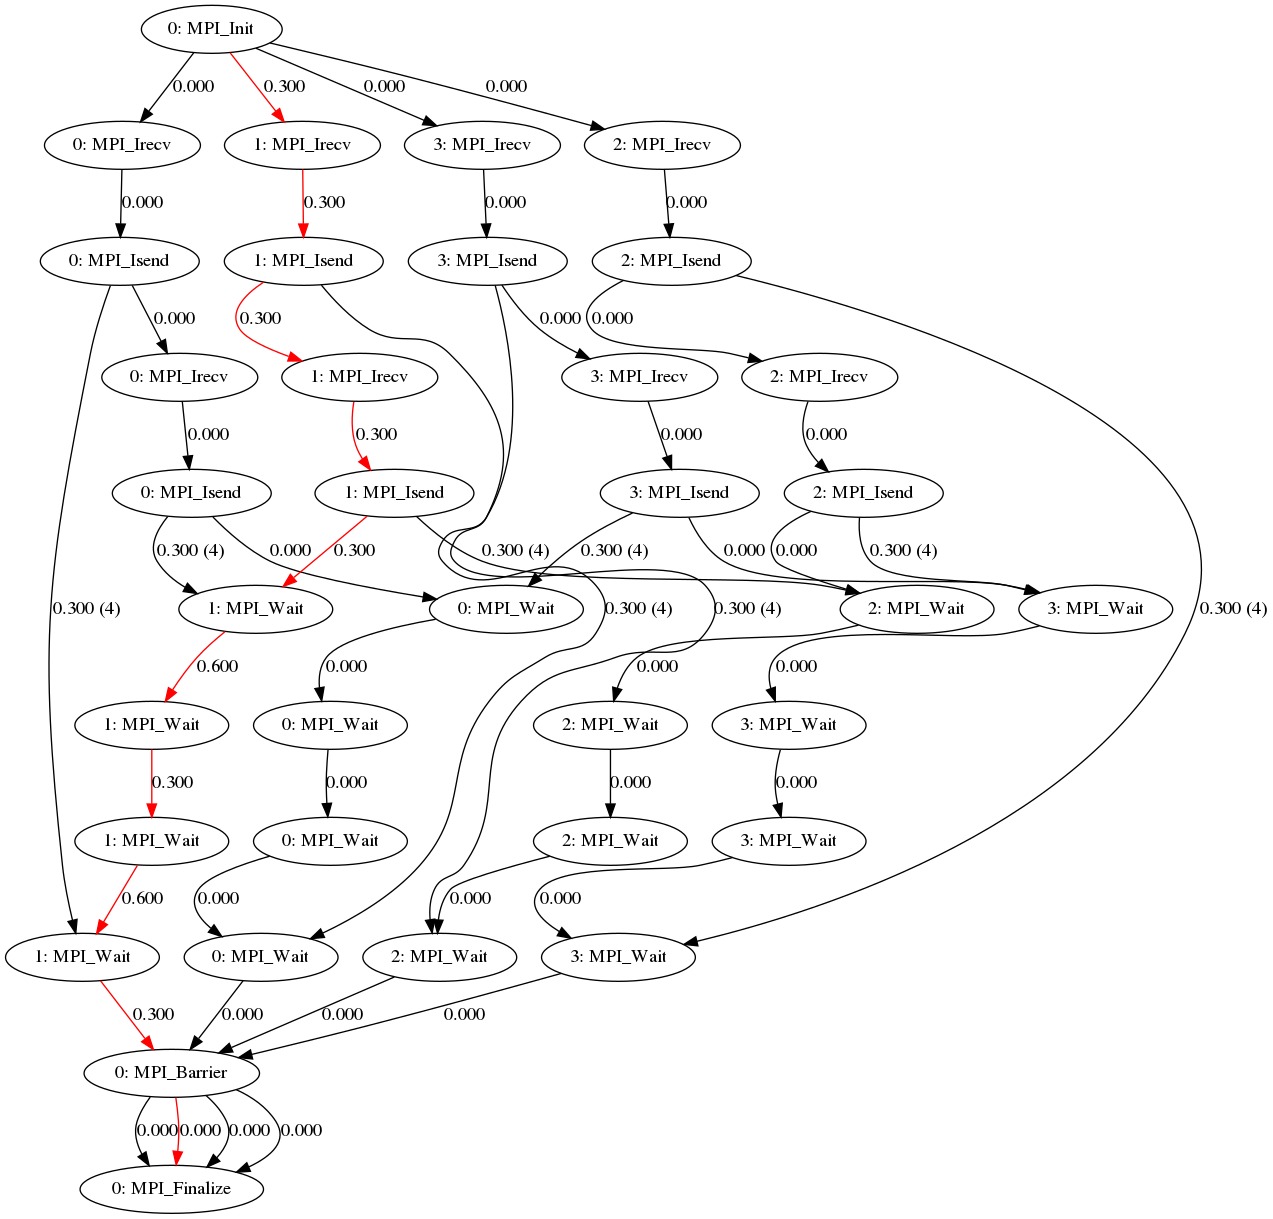 0: MPI_Init
0.000
0.300
0.000
0.000
0: MPI_Irecv
1: MPI_Irecv
3: MPI_Irecv
2: MPI_Irecv
0.000
0.300
0.000
0.000
0: MPI_Isend
1: MPI_Isend
3: MPI_Isend
2: MPI_Isend
0.000
0.300
0.000
0.000
0: MPI_Irecv
1: MPI_Irecv
3: MPI_Irecv
2: MPI_Irecv
0.000
0.300
0.000
0.000
0: MPI_Isend
1: MPI_Isend
3: MPI_Isend
2: MPI_Isend
0.300 (4)
0.000
0.300
0.300 (4)
0.300 (4)
0.000
0.000
0.300 (4)
0.300 (4)
1: MPI_Wait
0: MPI_Wait
0.300 (4)
0.300 (4)
2: MPI_Wait
3: MPI_Wait
0.300 (4)
0.600
0.000
0.000
0.000
1: MPI_Wait
0: MPI_Wait
2: MPI_Wait
3: MPI_Wait
0.300
0.000
0.000
0.000
1: MPI_Wait
0: MPI_Wait
2: MPI_Wait
3: MPI_Wait
0.600
0.000
0.000
0.000
1: MPI_Wait
0: MPI_Wait
2: MPI_Wait
3: MPI_Wait
0.300
0.000
0.000
0.000
0: MPI_Barrier
0.000
0.000
0.000
0.000
0: MPI_Finalize